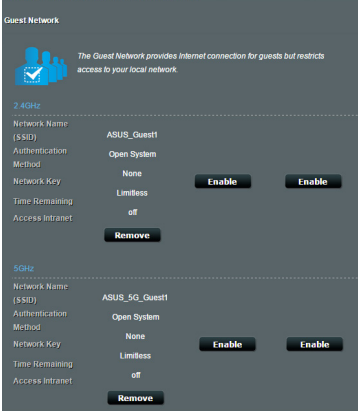 Guest Network
The Guest Network provides Internet connection for guests but restricts
access to your local network.
2.4GHz
Network Name
(SSID)
ASUS_Guest1
Authentication
Method
Open System
Network Key
None
Enable
Enable
Time Remaining
Limitless
Access Intranet
off
Remove
5GHz
Network Name
(SSID)
ASUS_5G_Guest1
Authentication
Method
Open System
Network Key
None
Enable
Enable
Time Remaining
Limitless
Access Intranet
off
Remove